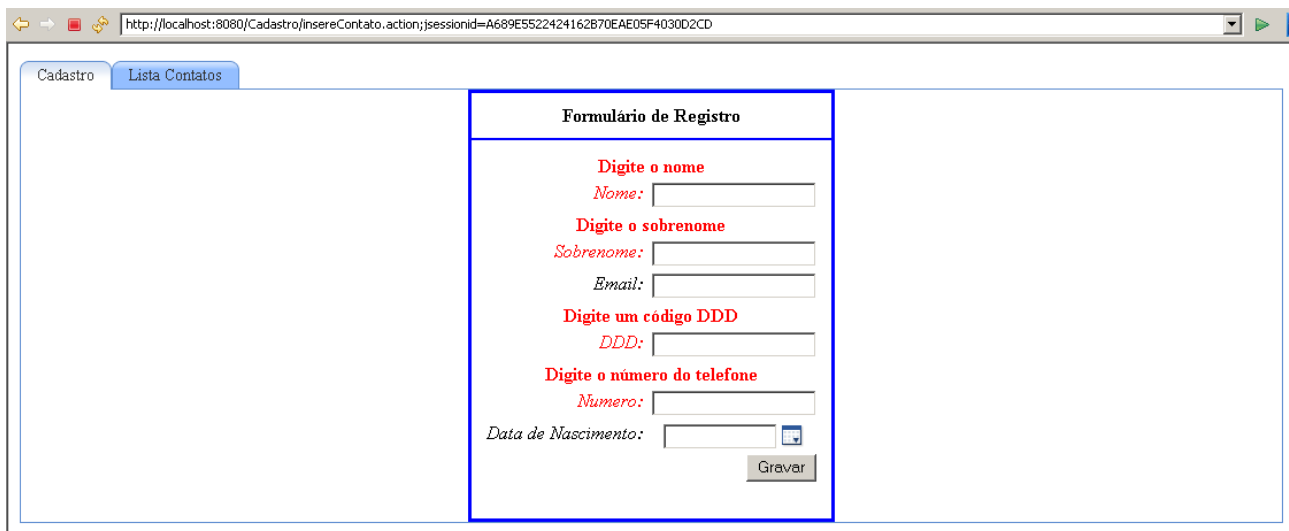 http://localhost:8080/Cadastro/insereContato.action;jsessionid=A689E5522424162B70EAE05F4030D2CD
Cadastro Lista Contatos
Formulário de Registro
Digite o nome
Nome:
Digite o sobrenome
Sobrenome:
Email:
Digite um código DDD
DDD:
Digite o número do telefone
Numero:
Data de Nascimento:
Gravar